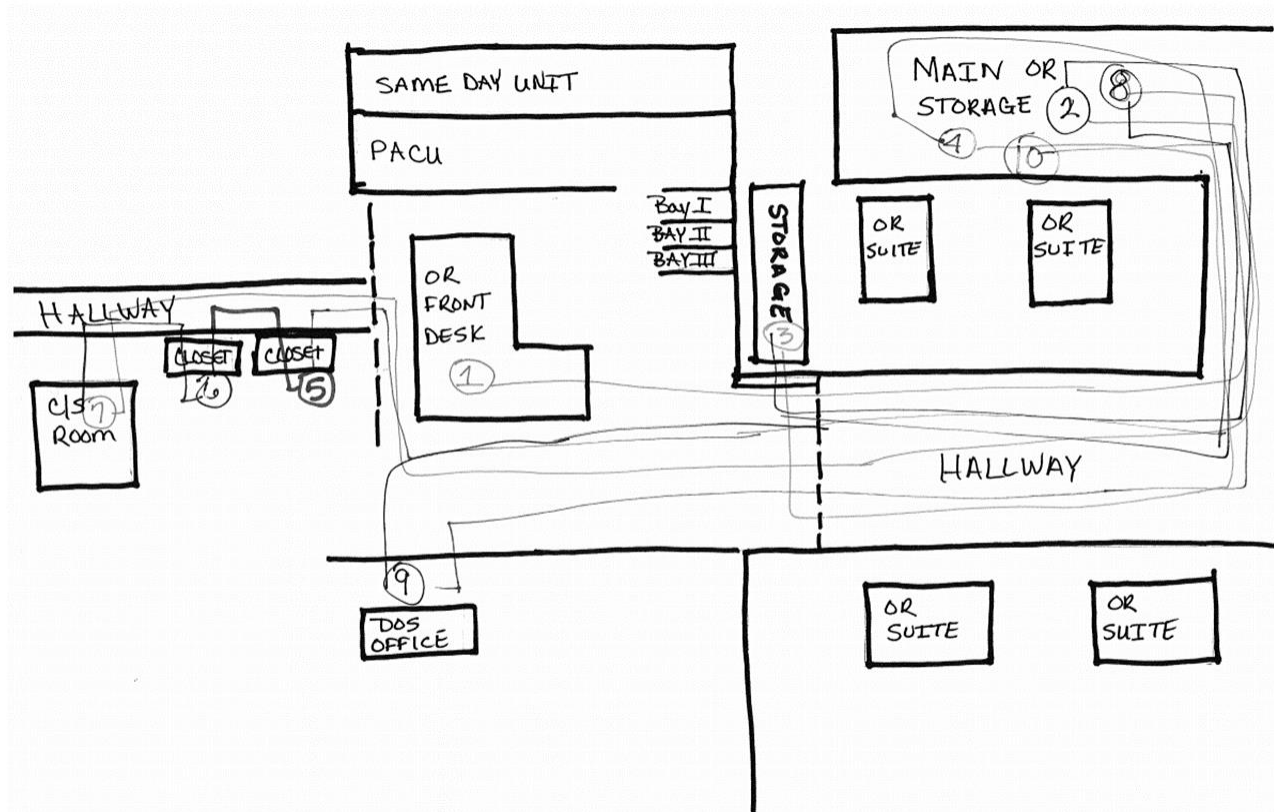 SAME DAY UNIT
PACU
Bay I
BAY II
BAY III
STORAGE
3
MAIN OR
STORAGE
2
8
4
10
OR
SUITE
OR
SUITE
OR
FRONT
DESK
1
HALLWAY
CLOSET
6
CLOSET
5
C/S
7
Room
HALLWAY
9
DOS
OFFICE
OR
SUITE
OR
SUITE